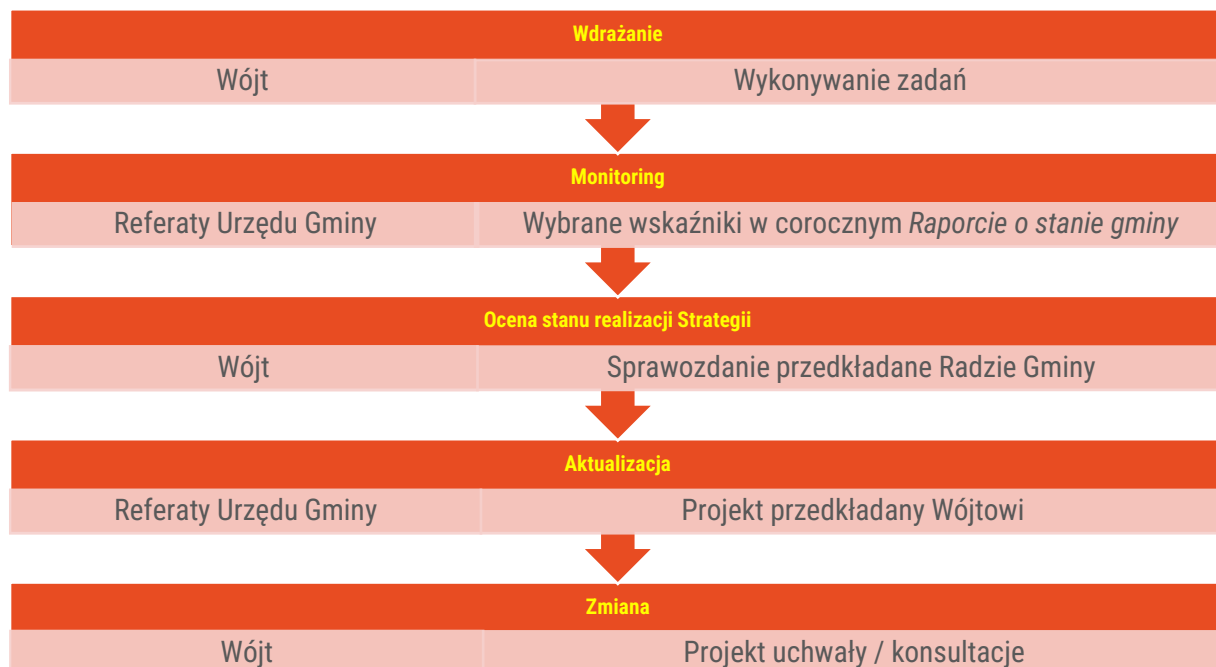 Wdrażanie
Wójt Wykonywanie zadań
Monitoring
Referaty Urzędu Gminy Wybrane wskaźniki w corocznym Raporcie o stanie gminy
Ocena stanu realizacji Strategii
Wójt Sprawozdanie przedkładane Radzie Gminy
Aktualizacja
Referaty Urzędu Gminy Projekt przedkładany Wójtowi
Zmiana
Wójt Projekt uchwały / konsultacje